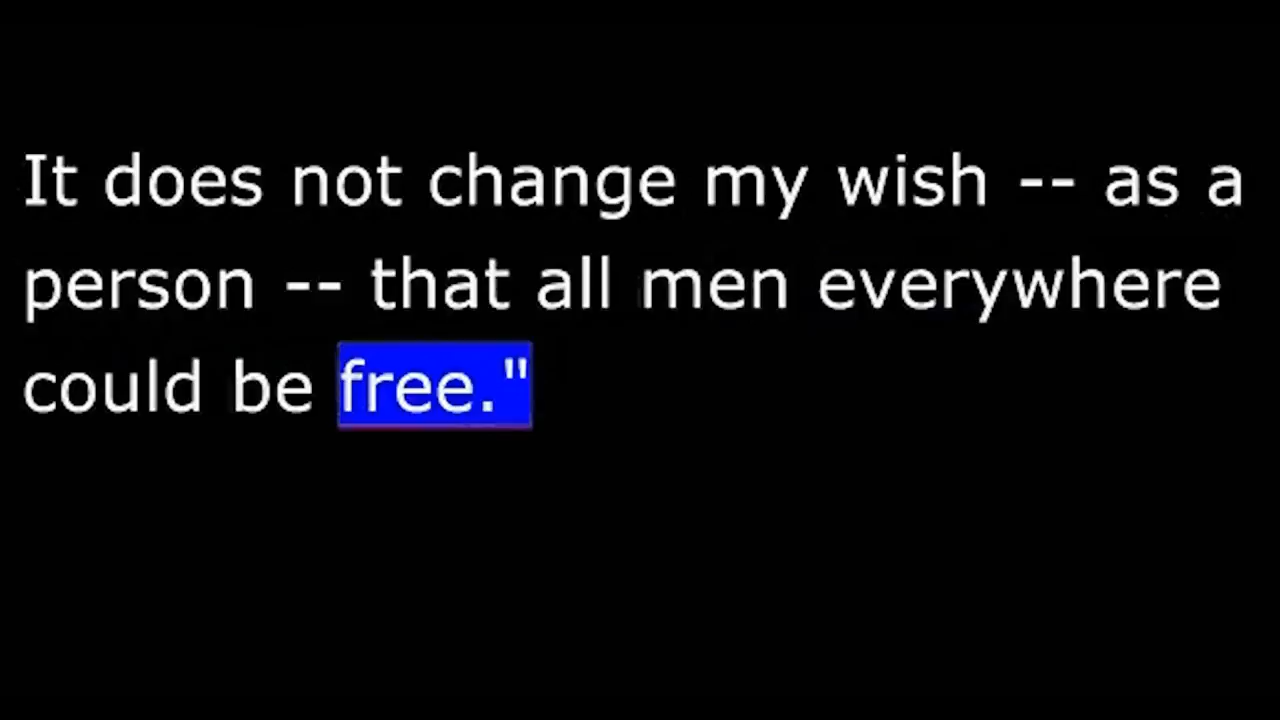 It does not change my wish -- as a
person -- that all men everywhere
could be free."